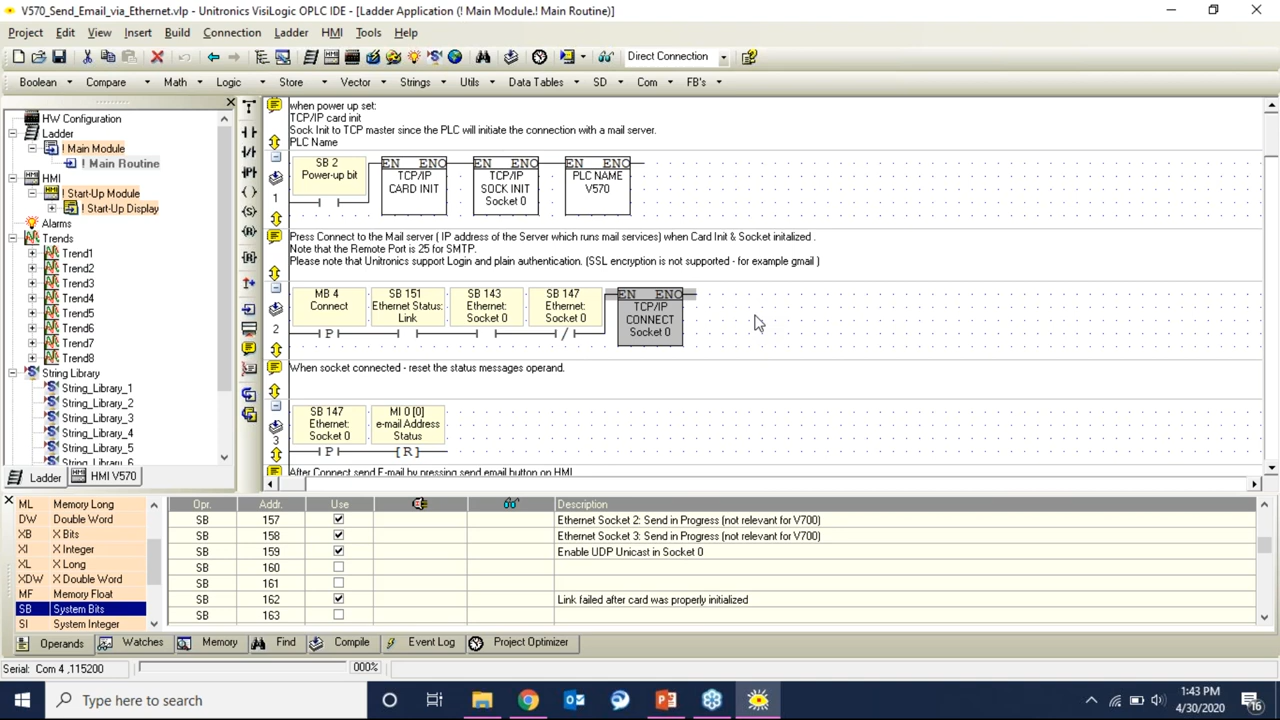 V570_Send_Email_via_Ethernet.vlp - Unitronics VisiLogic OPLC IDE - [Ladder Application (! Main Module.! Main Routine)]
Project Edit View Insert Build Connection Ladder HMI Tools Help
Direct Connection
Boolean Compare Math Logic Store Vector Strings Utils Data Tables SD Com FB's
HW Configuration
Ladder
! Main Module
! Main Routine
HMI
! Start-Up Module
! Start-Up Display
Alarms
Trends
Trend1
Trend2
Trend3
Trend4
Trend5
Trend6
Trend7
Trend8
String Library
String_Library_1
String_Library_2
String_Library_3
String_Library_4
String_Library_5
String_Library_6
Ladder HMI V570
when power up set:
TCP/IP card init
Sock Init to TCP master since the PLC will initiate the connection with a mail server.
PLC Name
1
SB 2
Power-up bit
EN ENO
TCP/IP
CARD INIT
EN ENO
TCP/IP
SOCK INIT
Socket 0
EN ENO
PLC NAME
V570
Press Connect to the Mail server ( IP address of the Server which runs mail services) when Card Init & Socket initalized .
Note that the Remote Port is 25 for SMTP.
Please note that Unitronics support Login and plain authentication. (SSL encryption is not supported - for example gmail )
2
MB 4
Connect
P
SB 151
Ethernet Status:
Link
SB 143
Ethernet:
Socket 0
SB 147
Ethernet:
Socket 0
EN ENO
TCP/IP
CONNECT
Socket 0
When socket connected - reset the status messages operand.
3
SB 147
Ethernet:
Socket 0
P
MI 0 [0]
e-mail Address
Status
R
After Connect send E-mail by pressing send email button on HMI
ML Memory Long
DW Double Word
XB X Bits
XI X Integer
XL X Long
XDW X Double Word
MF Memory Float
SB System Bits
SI System Integer
Opr. Addr. Use Description
SB 157 Ethernet Socket 2: Send in Progress (not relevant for V700)
SB 158 Ethernet Socket 3: Send in Progress (not relevant for V700)
SB 159 Enable UDP Unicast in Socket 0
SB 160
SB 161
SB 162 Link failed after card was properly initialized
SB 163
Operands Watches Memory Find Compile Event Log Project Optimizer
Serial: Com 4 ,115200 000%
Type here to search
1:43 PM
4/30/2020
16